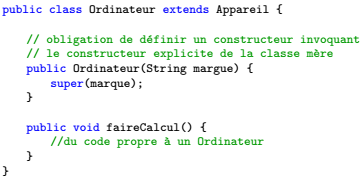 public class Ordinateur extends Appareil {
// obligation de définir un constructeur invoquant
// le constructeur explicite de la classe mère
public Ordinateur(String margue) {
super(marque);
}
public void faireCalcul() {
//du code propre à un Ordinateur
}
}